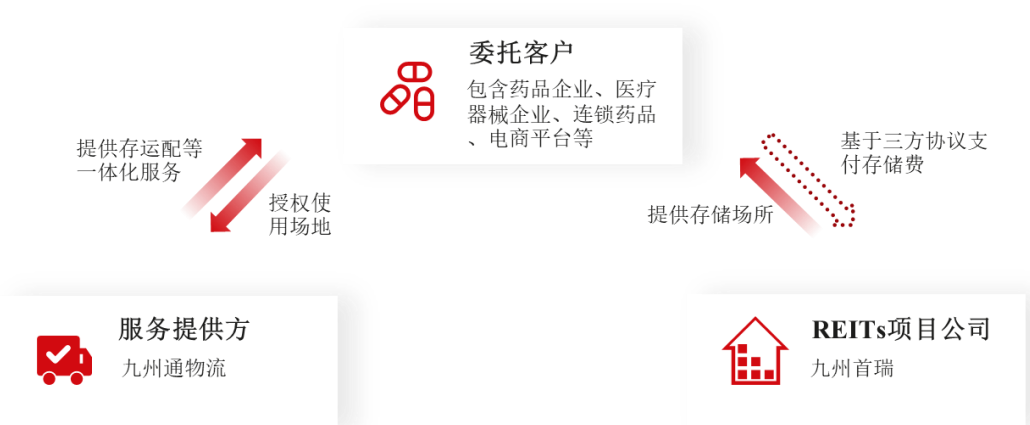 委托客户
包含药品企业、医疗
器械企业、连锁药品
、电商平台等
提供存运配等
一体化服务
授权使
用场地
基于三方协议支
付存储费
提供存储场所
服务提供方
九州通物流
REITs项目公司
九州首瑞